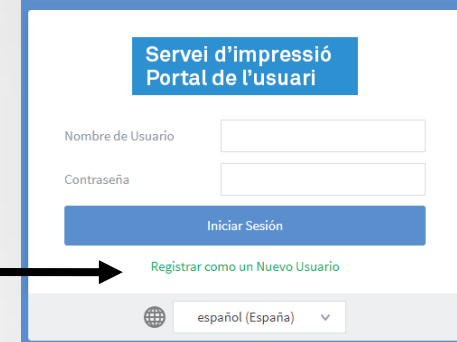 Servei d'impressió
Portal de l'usuari
Nombre de Usuario
Contraseña
Iniciar Sesión
Registrar como un Nuevo Usuario
español (España)